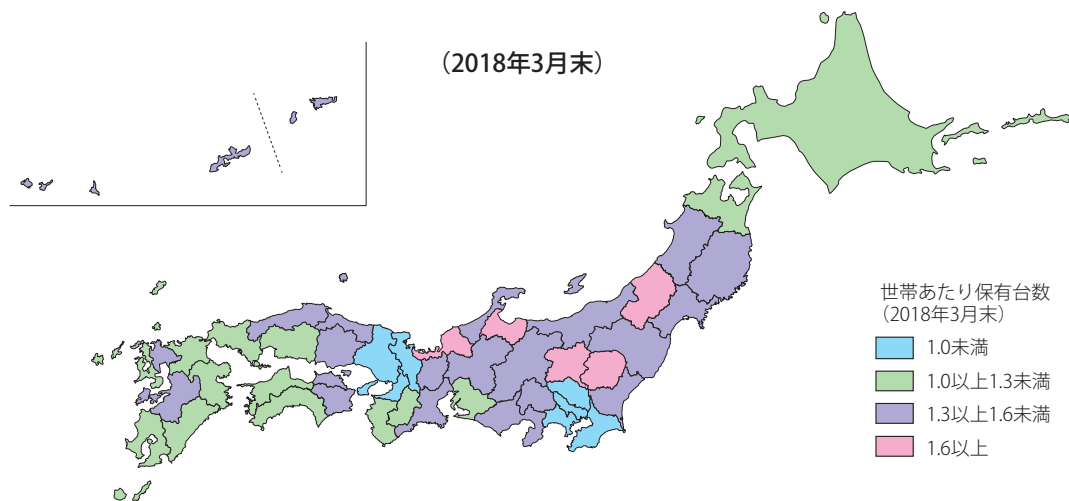 （2018年3月末）
世帯あたり保有台数
（2018年3月末）
1.0未満
1.0以上1.3未満
1.3以上1.6未満
1.6以上